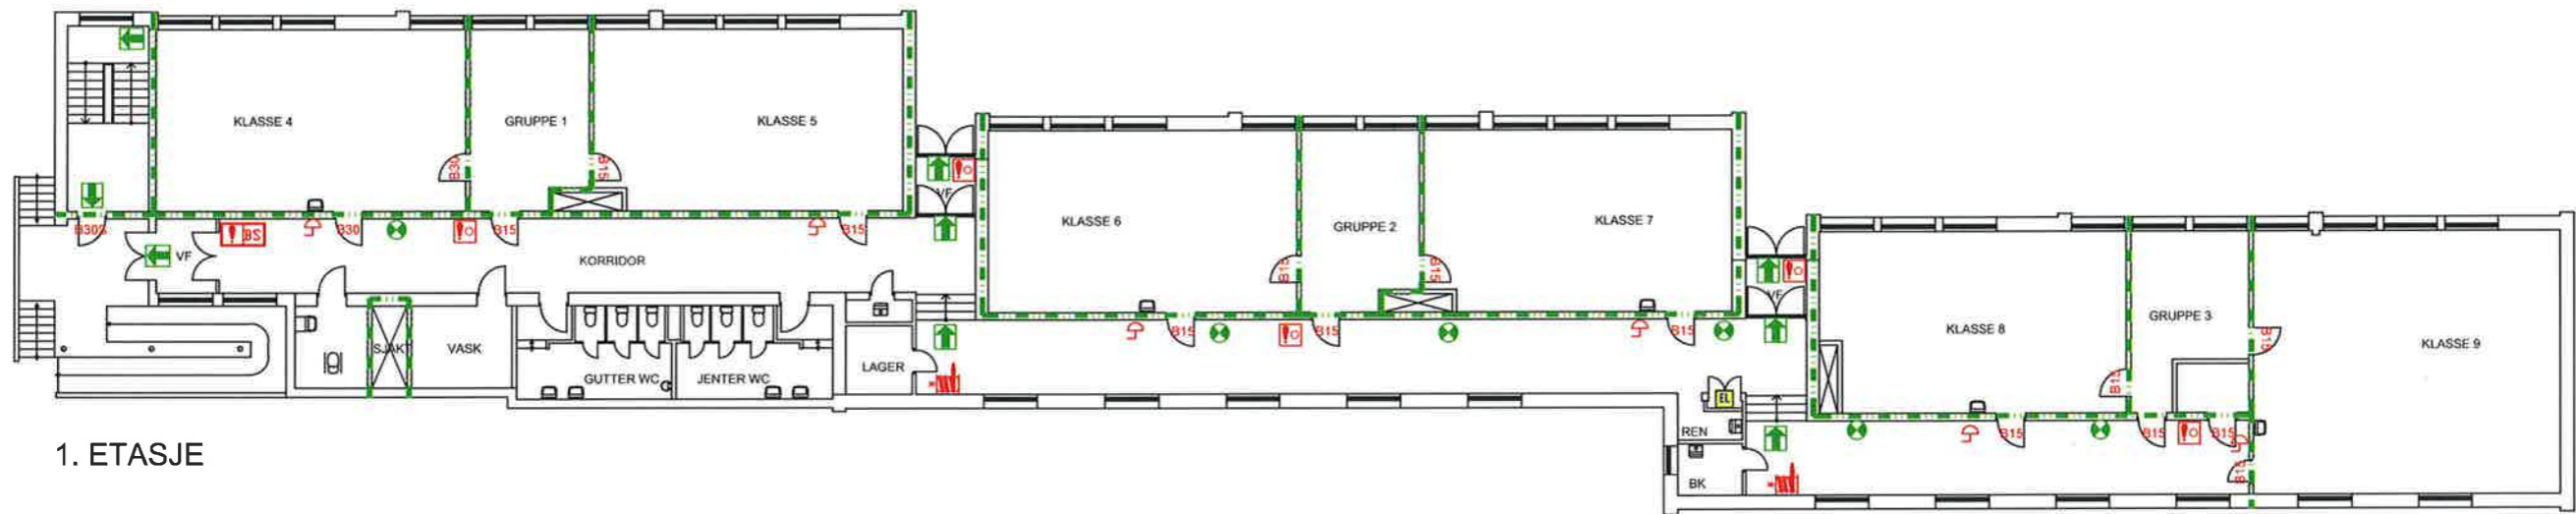 KLASSE 4
GRUPPE 1
KLASSE 5
B30
B15
VF
B30S
BS
B30
B15
B15
VF
KORRIDOR
SJAKT
VASK
GUTTER WC
JENTER WC
LAGER
KLASSE 6
GRUPPE 2
KLASSE 7
B15
B15
VF
B15
B15
B15
KLASSE 8
GRUPPE 3
KLASSE 9
B15
B15
EL
REN
BK
B15
B15
B15
B15
1. ETASJE